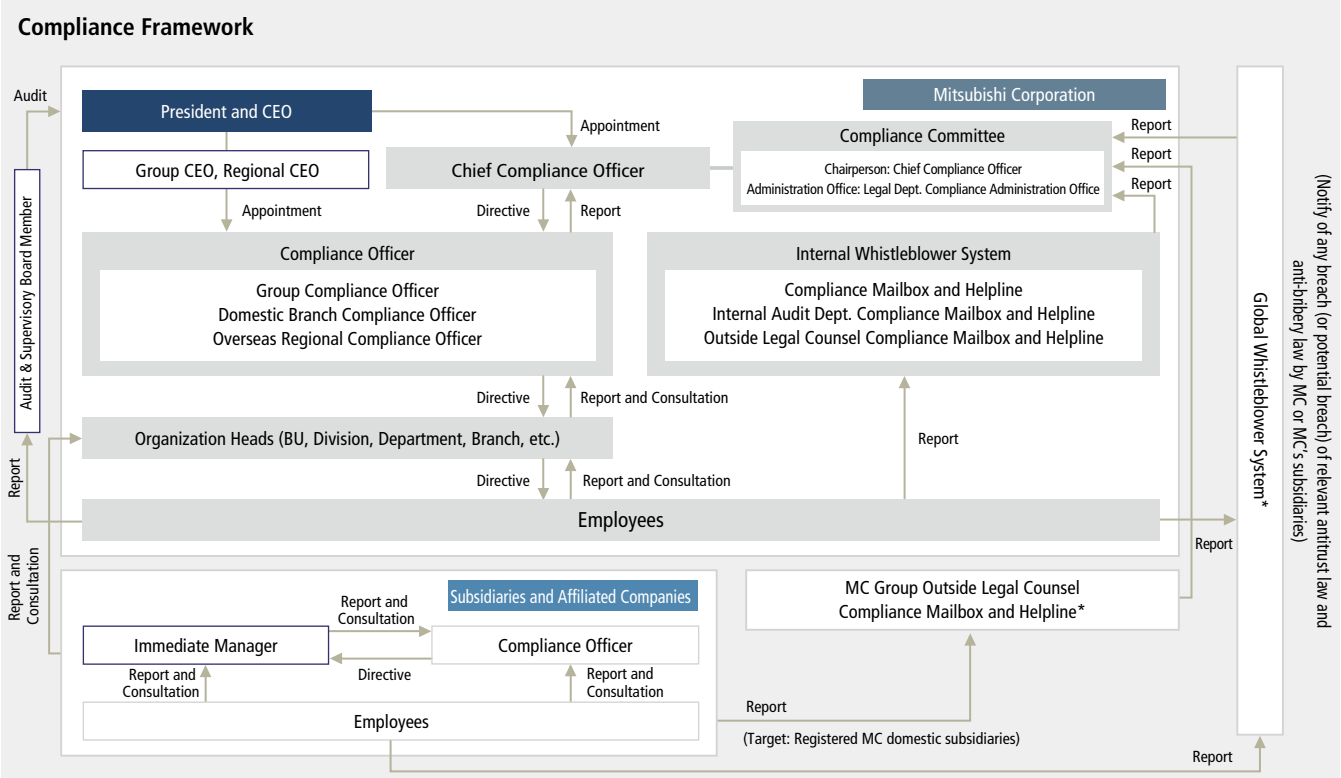 Compliance Framework
Audit
President and CEO
Mitsubishi Corporation
Appointment
Group CEO, Regional CEO
Chief Compliance Officer
Compliance Committee
Chairperson: Chief Compliance Officer
Administration Office: Legal Dept. Compliance Administration Office
Report
Report
Report
Appointment
Directive
Report
Compliance Officer
Group Compliance Officer
Domestic Branch Compliance Officer
Overseas Regional Compliance Officer
Internal Whistleblower System
Compliance Mailbox and Helpline
Internal Audit Dept. Compliance Mailbox and Helpline
Outside Legal Counsel Compliance Mailbox and Helpline
Audit & Supervisory Board Member
Directive
Report and Consultation
Organization Heads (BU, Division, Department, Branch, etc.)
Report
Directive
Report and Consultation
Report
Employees
Report
Global Whistleblower System*
(Notify of any breach (or potential breach) of relevant antitrust law and
anti-bribery law by MC or MC's subsidiaries)
Report and
Consultation
Subsidiaries and Affiliated Companies
Report and
Consultation
Immediate Manager
Compliance Officer
Directive
Report and
Consultation
Report and
Consultation
Employees
MC Group Outside Legal Counsel
Compliance Mailbox and Helpline*
Report
(Target: Registered MC domestic subsidiaries)
Report